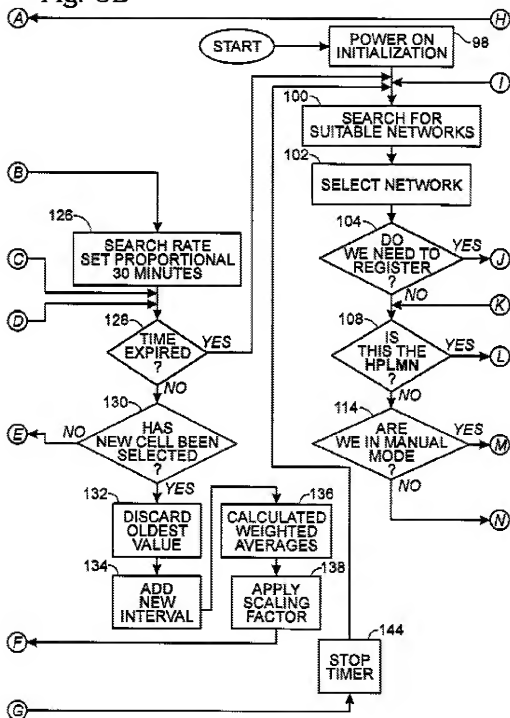 Fig.
A
H
START
POWER ON
INITIALIZATION
98
I
100
SEARCH FOR
SUITABLE NETWORKS
102
SELECT NETWORK
B
104
DO
WE NEED TO
REGISTER
?
YES
J
NO
K
126
SEARCH RATE
SET PROPORTIONAL
30 MINUTES
C
D
128
TIME
EXPIRED
?
YES
NO
108
IS
THIS THE
HPLMN
?
YES
L
NO
130
HAS
NEW CELL BEEN
SELECTED
?
NO
E
YES
114
ARE
WE IN MANUAL
MODE
?
YES
M
NO
N
132
DISCARD
OLDEST
VALUE
134
ADD
NEW
INTERVAL
136
CALCULATED
WEIGHTED
AVERAGES
138
APPLY
SCALING
FACTOR
F
144
STOP
TIMER
G